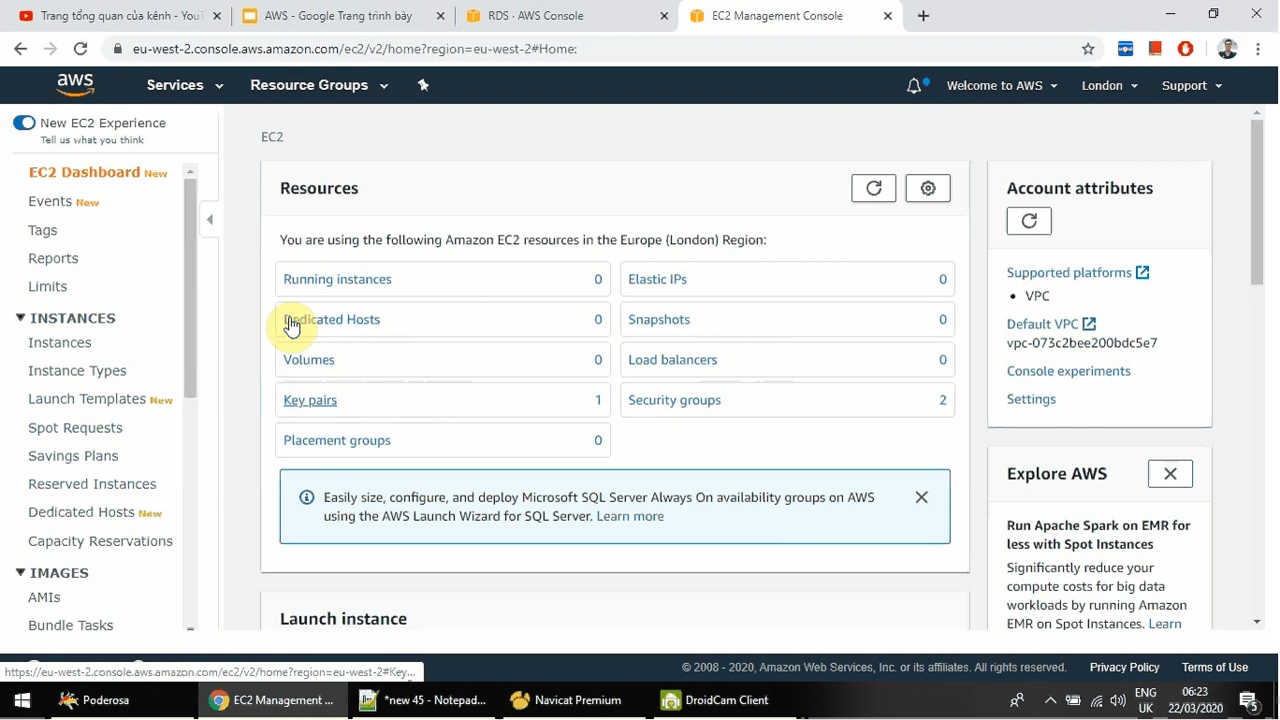 Trang tổng quan của kênh - You
AWS - Google Trang trình bày
RDS · AWS Console
EC2 Management Console
eu-west-2.console.aws.amazon.com/ec2/v2/home?region=eu-west-2#Home:
aws
Services
Resource Groups
Welcome to AWS
London
Support
New EC2 Experience
Tell us what you think
EC2 Dashboard New
Events New
Tags
Reports
Limits
INSTANCES
Instances
Instance Types
Launch Templates New
Spot Requests
Savings Plans
Reserved Instances
Dedicated Hosts New
Capacity Reservations
IMAGES
AMIs
Bundle Tasks
EC2
Resources
You are using the following Amazon EC2 resources in the Europe (London) Region:
Running instances 0
Elastic IPs 0
Dedicated Hosts 0
Snapshots 0
Volumes 0
Load balancers 0
Key pairs 1
Security groups 2
Placement groups 0
Easily size, configure, and deploy Microsoft SQL Server Always On availability groups on AWS
using the AWS Launch Wizard for SQL Server. Learn more
Launch instance
Account attributes
Supported platforms
VPC
Default VPC
vpc-073c2bee200bdc5e7
Console experiments
Settings
Explore AWS
Run Apache Spark on EMR for
less with Spot Instances
Significantly reduce your
compute costs for big data
workloads by running Amazon
EMR on Spot Instances. Learn
https://eu-west-2.console.aws.amazon.com/ec2/v2/home?region=eu-west-2#Key...
© 2008 - 2020, Amazon Web Services, Inc. or its affiliates. All rights reserved.
Privacy Policy
Terms of Use
Poderosa
EC2 Management ...
*new 45 - Notepad...
Navicat Premium
DroidCam Client
ENG
UK
06:23
22/03/2020
5